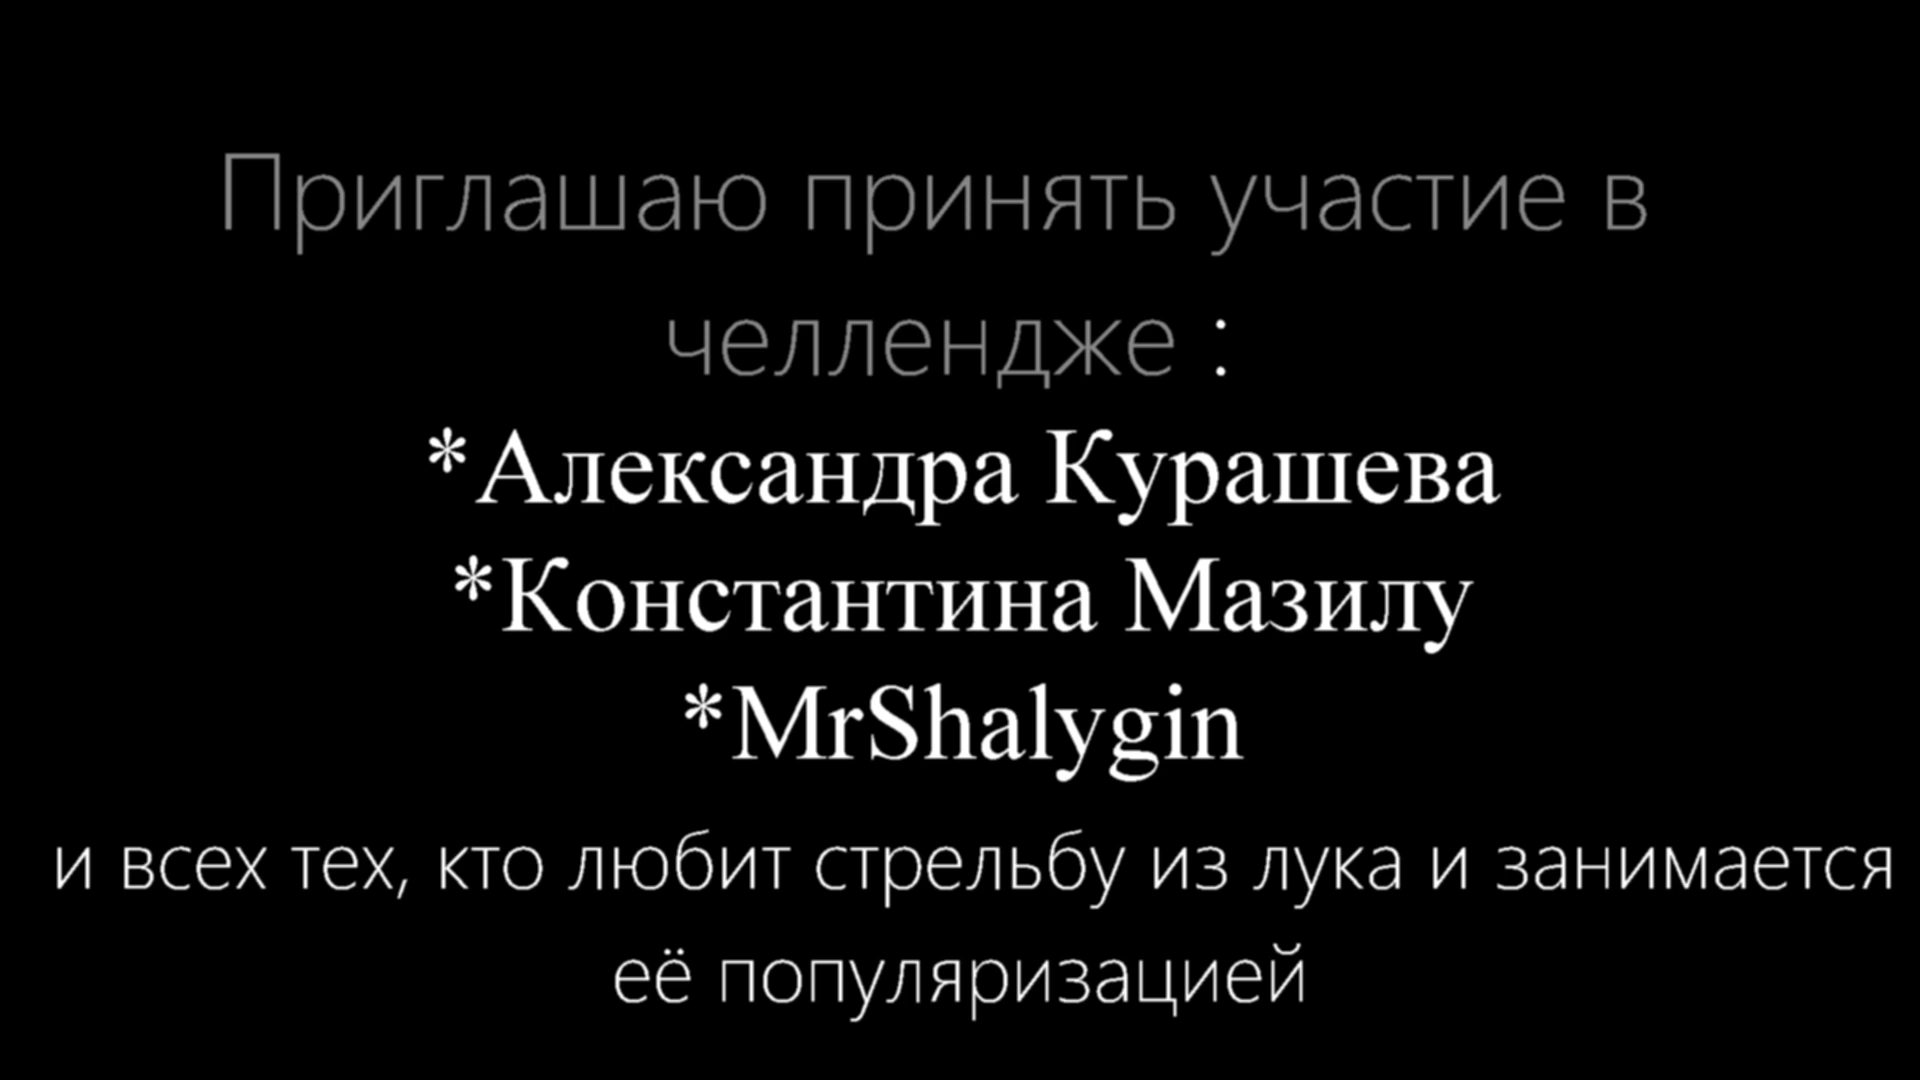 Приглашаю принять участие в
челлендже :
*Александра Курашева
*Константина Мазилу
*MrShalygin
и всех тех, кто любит стрельбу из лука и занимается
её популяризацией